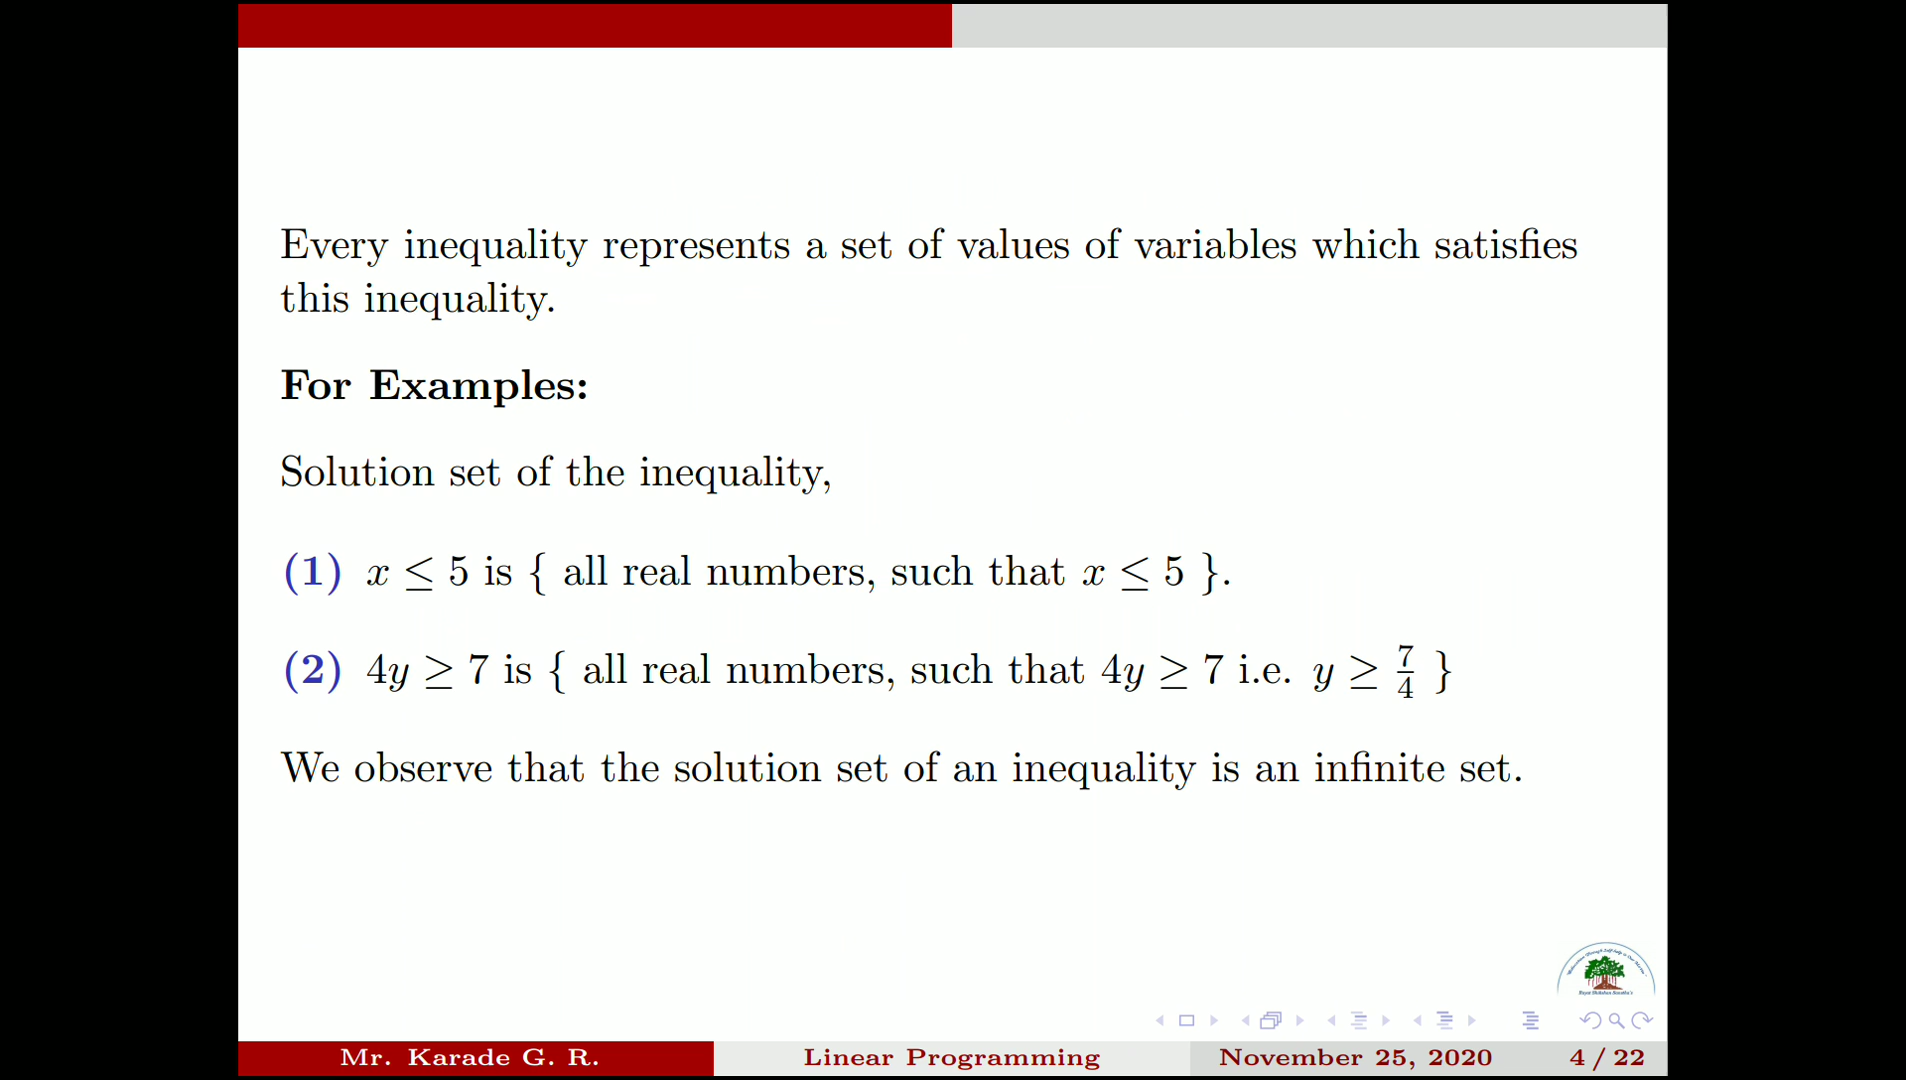 Every inequality represents a set of values of variables which satisfies
this inequality.
For Examples:
Solution set of the inequality,
(1) x ≤ 5 is { all real numbers, such that x ≤ 5 }.
(2) 4y ≥ 7 is { all real numbers, such that 4y ≥ 7 i.e. y ≥ 7/4 }
We observe that the solution set of an inequality is an infinite set.
Mr. Karade G. R. Linear Programming November 25, 2020 4 / 22